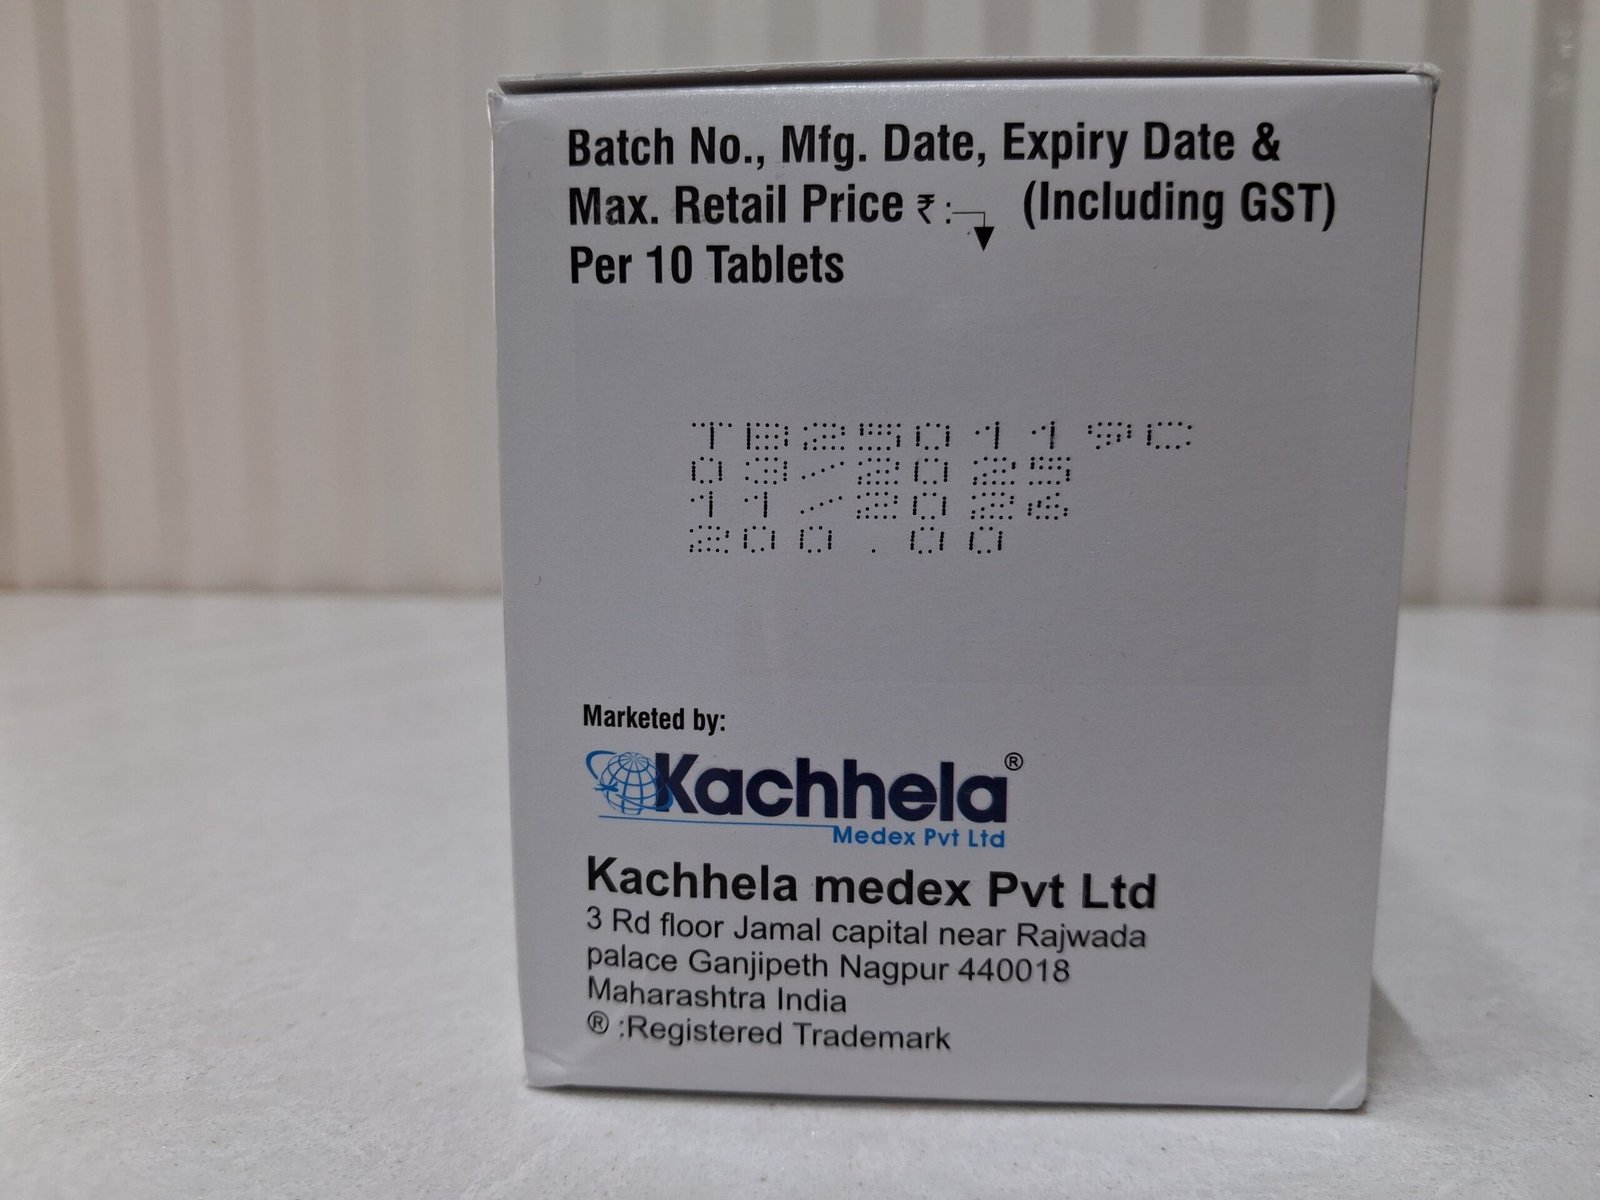 Batch No., Mfg. Date, Expiry Date &
Max. Retail Price ₹ : (Including GST)
Per 10 Tablets
TB250119C
03/2025
11/2026
200.00
Marketed by:
Kachhela®
Medex Pvt Ltd
Kachhela medex Pvt Ltd
3 Rd floor Jamal capital near Rajwada
palace Ganjipeth Nagpur 440018
Maharashtra India
® :Registered Trademark